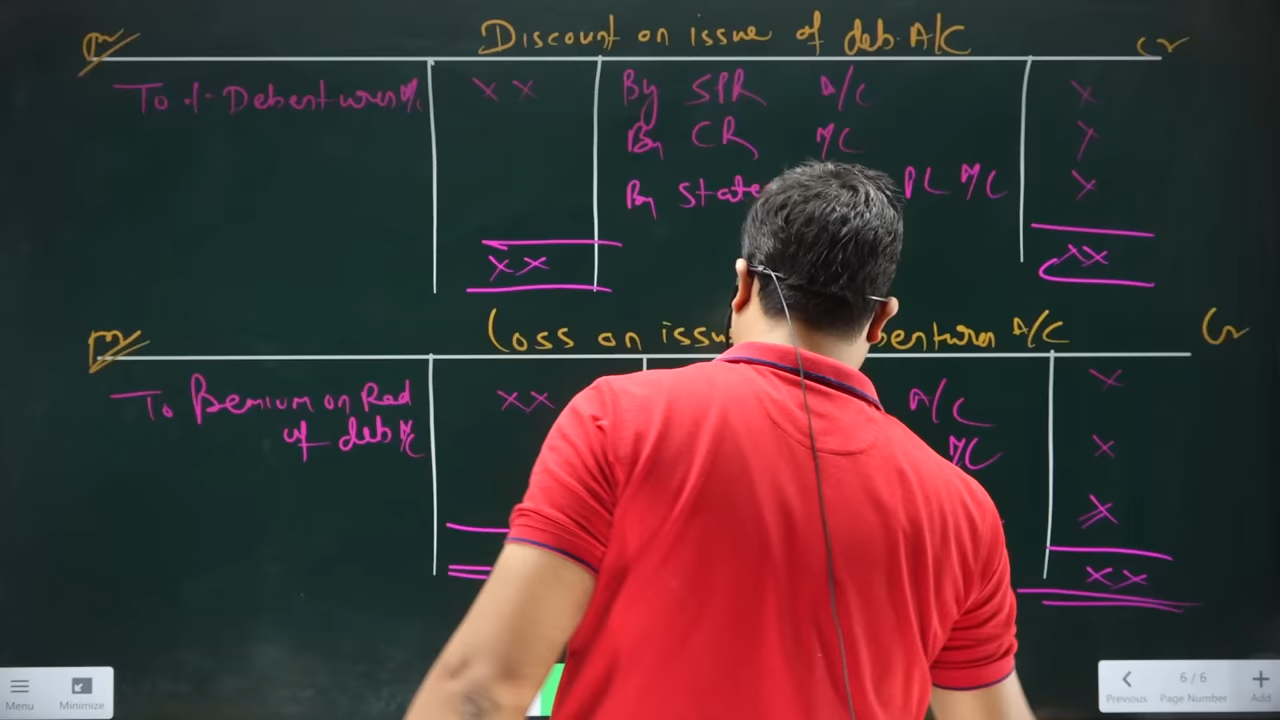 Dr Discount on issue of deb. A/C Cr
To .|. Debentures A/c XX By SPR A/C X
By CR A/C X
By State PL A/C X
XX XX
Dr Loss on issu bentures A/C Cr
To Premium on Red XX A/C X
of deb A/C A/C X
X
XX
Menu Minimize
6 / 6
Previous Page Number Add